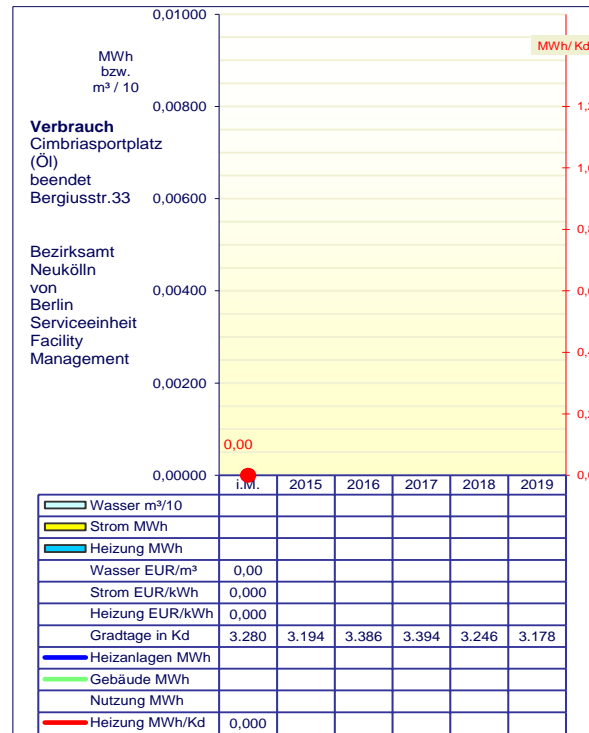 0,01000
MWh/ Kd
MWh
bzw.
m³ / 10
0,00800
Verbrauch
Cimbriasportplatz
(Öl)
beendet
Bergiusstr.33
0,00600
Bezirksamt
Neukölln
von
Berlin
Serviceeinheit
Facility
Management
0,00400
0,00200
0,00
0,00000
i.M. 2015 2016 2017 2018 2019
Wasser m³/10
Strom MWh
Heizung MWh
Wasser EUR/m³ 0,00
Strom EUR/kWh 0,000
Heizung EUR/kWh 0,000
Gradtage in Kd 3.280 3.194 3.386 3.394 3.246 3.178
Heizanlagen MWh
Gebäude MWh
Nutzung MWh
Heizung MWh/Kd 0,000